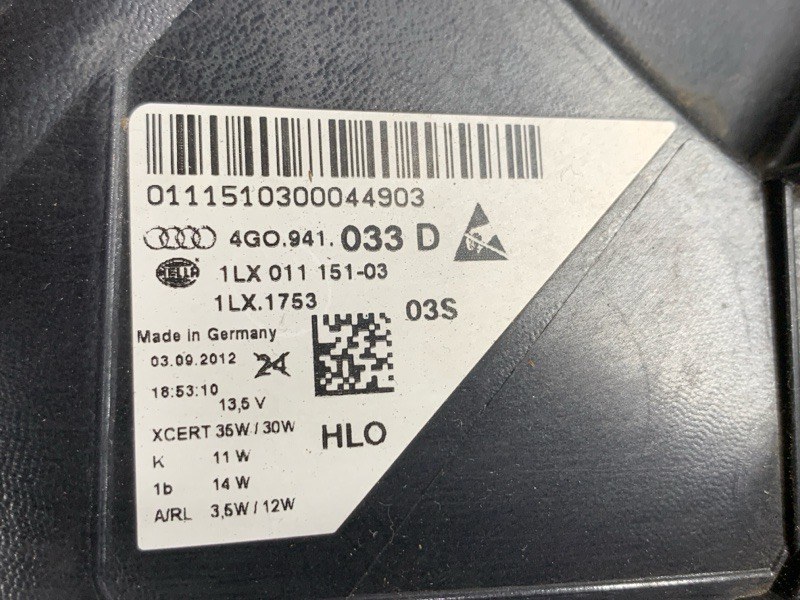 0111510300044903
4G0.941. 033 D
HELLA 1LX 011 151-03
1LX.1753
03S
Made in Germany
03.09.2012 24
18:53:10
13,5 V
XCERT 35W / 30W
HLO
K 11 W
1b 14 W
A/RL 3,5W / 12W